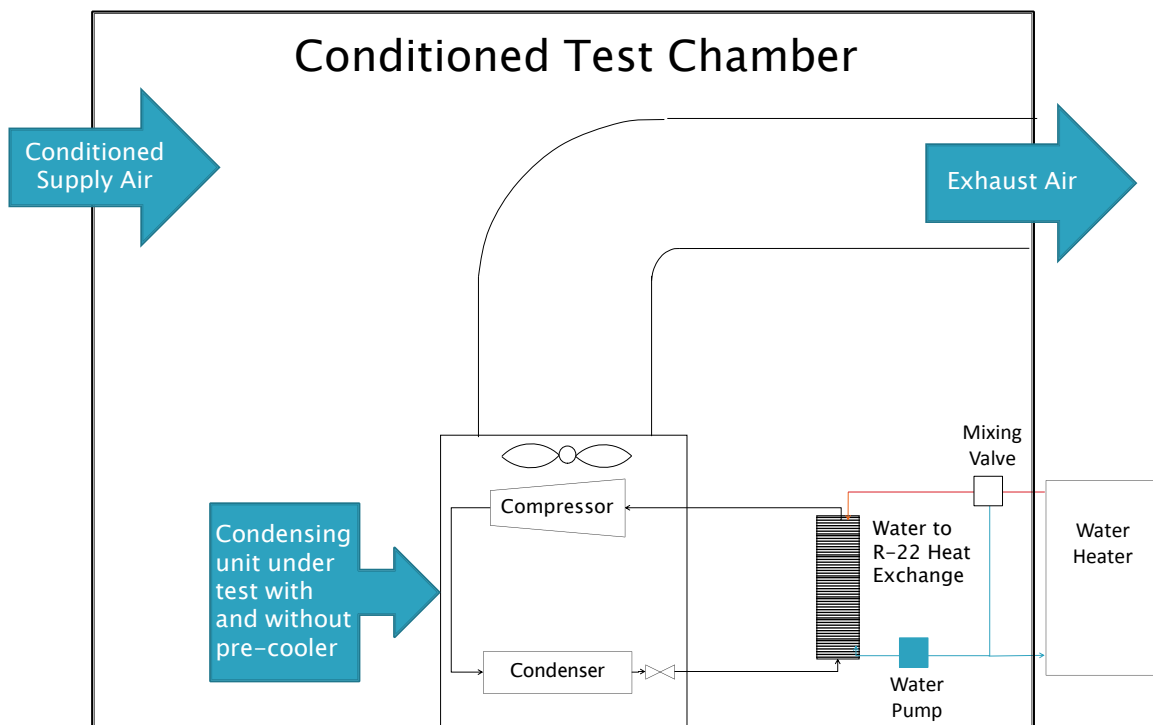 Conditioned Test Chamber
Conditioned
Supply Air
Exhaust Air
Mixing
Valve
Compressor
Water to
R-22 Heat
Exchange
Water
Heater
Condensing
unit under
test with
and without
pre-cooler
Condenser
Water
Pump